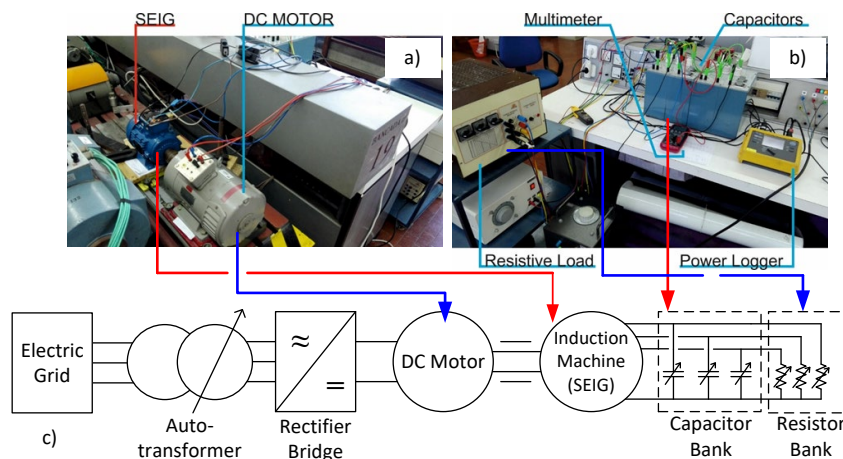 SEIG
DC MOTOR
a)
Multimeter
Capacitors
b)
19
Resistive Load
Power Logger
Electric
Grid
≈
=
DC Motor
Induction
Machine
(SEIG)
c)
Auto-
transformer
Rectifier
Bridge
Capacitor
Bank
Resistor
Bank